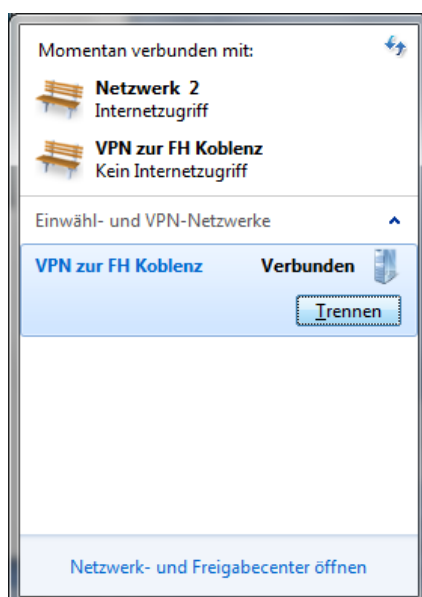 Momentan verbunden mit:
Netzwerk 2
Internetzugriff
VPN zur FH Koblenz
Kein Internetzugriff
Einwähl- und VPN-Netzwerke
VPN zur FH Koblenz Verbunden
Trennen
Netzwerk- und Freigabecenter öffnen